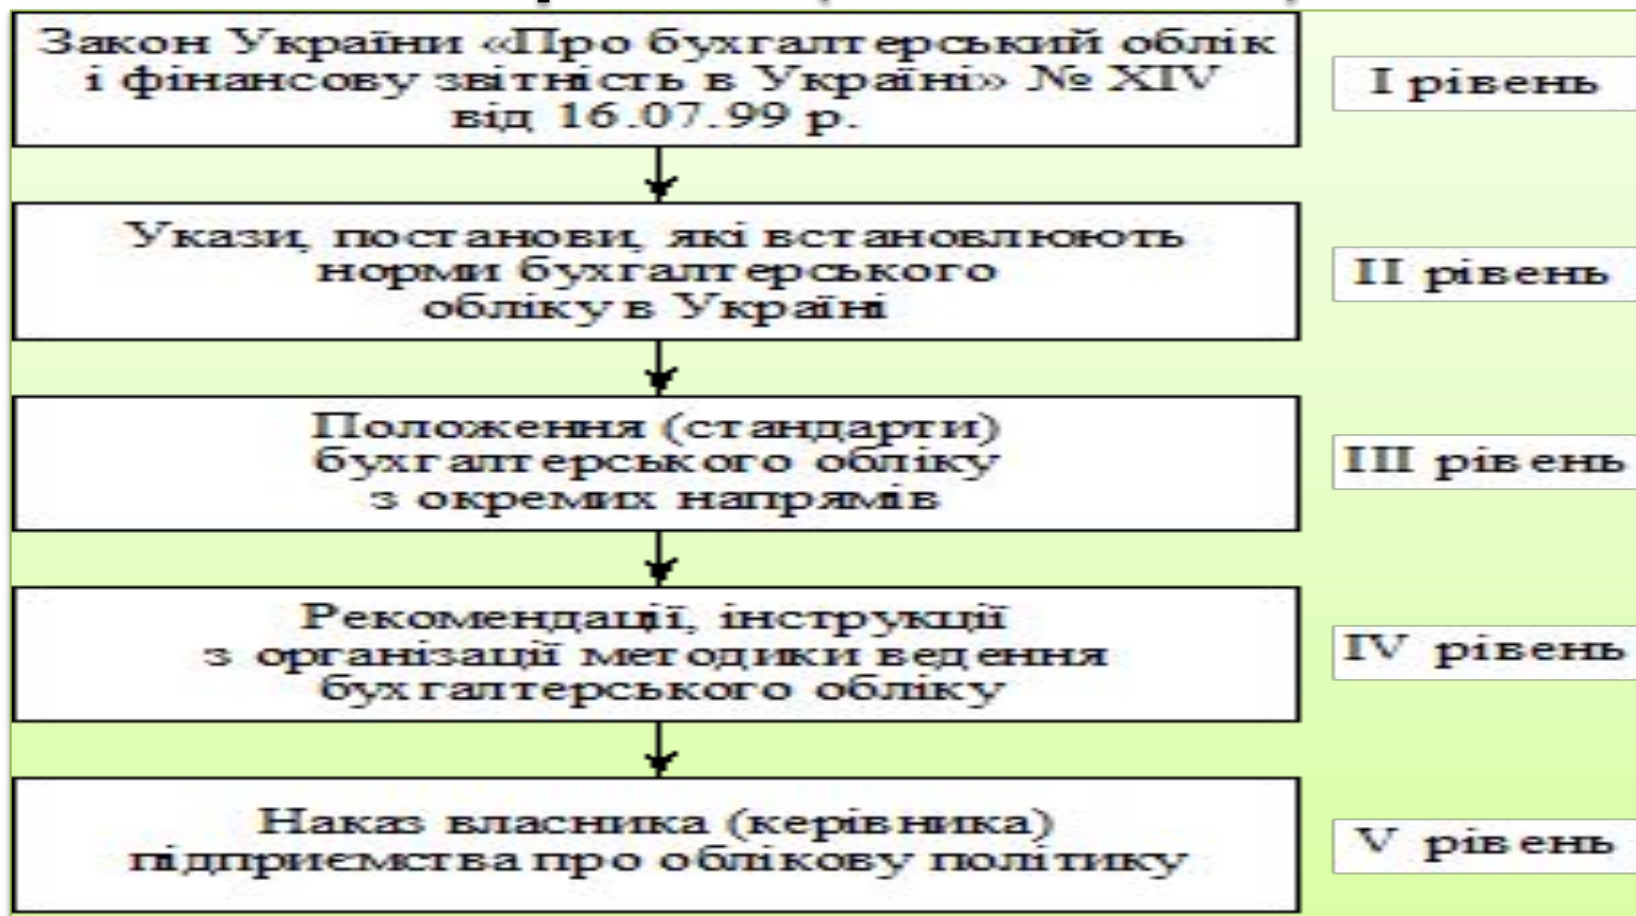 Закон України «Про бухгалтерський облік
і фінансову звітність в Україні» № XIV
від 16.07.99 р.
I рівень
Укази, постанови, які встановлюють
норми бухгалтерського
обліку в Україні
II рівень
Положення (стандарти)
бухгалтерського обліку
з окремих напрямів
III рівень
Рекомендації, інструкції
з організації методики ведення
бухгалтерського обліку
IV рівень
Наказ власника (керівника)
підприємства про облікову політику
V рівень